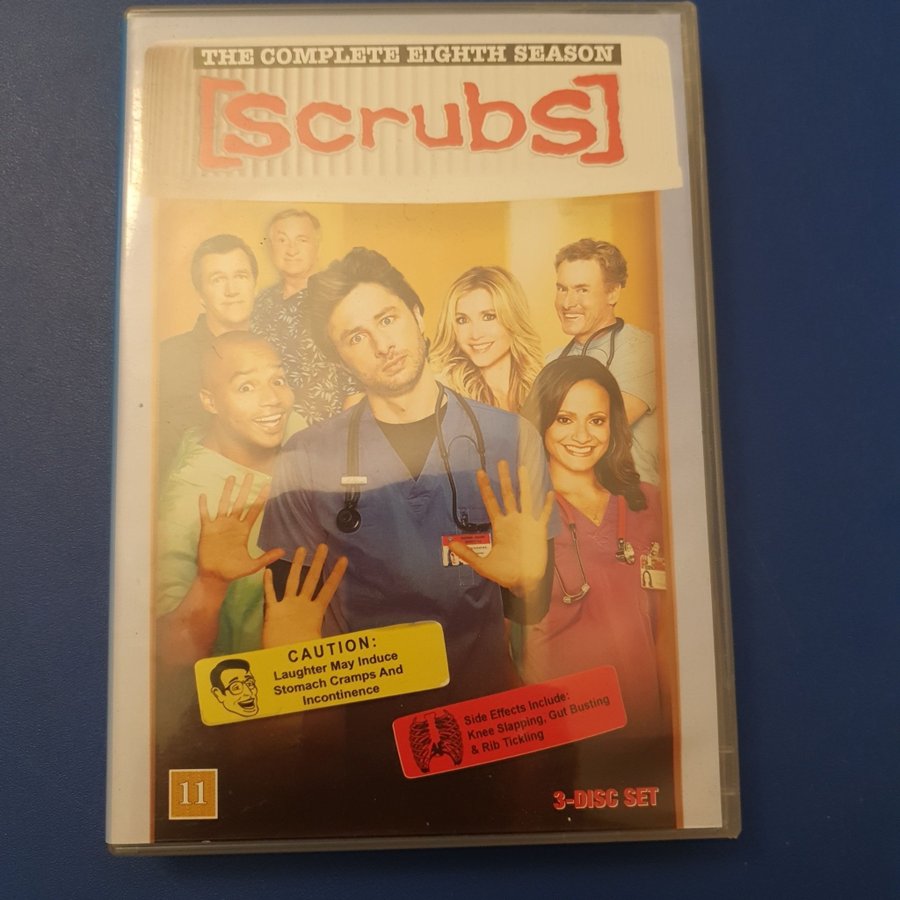 THE COMPLETE EIGHTH SEASON
[scrubs]
CAUTION:
Laughter May Induce
Stomach Cramps And
Incontinence
Side Effects Include:
Knee Slapping, Gut Busting
& Rib Tickling
11
3-DISC SET